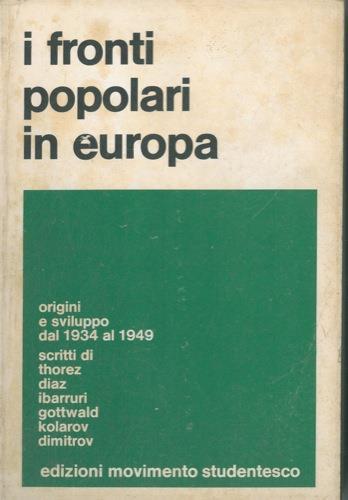 i fronti
popolari
in europa
origini
e sviluppo
dal 1934 al 1949
scritti di
thorez
diaz
ibarruri
gottwald
kolarov
dimitrov
edizioni movimento studentesco